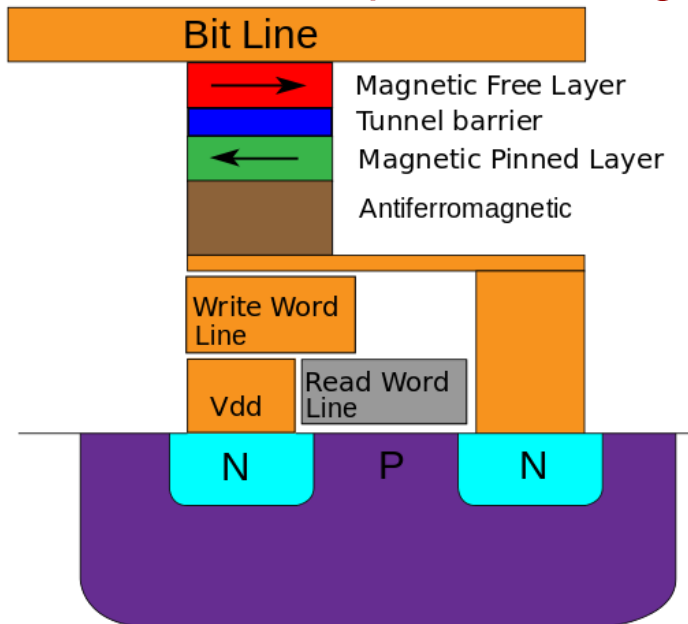 Bit Line
Magnetic Free Layer
Tunnel barrier
Magnetic Pinned Layer
Antiferromagnetic
Write Word
Line
Vdd
Read Word
Line
N
P
N